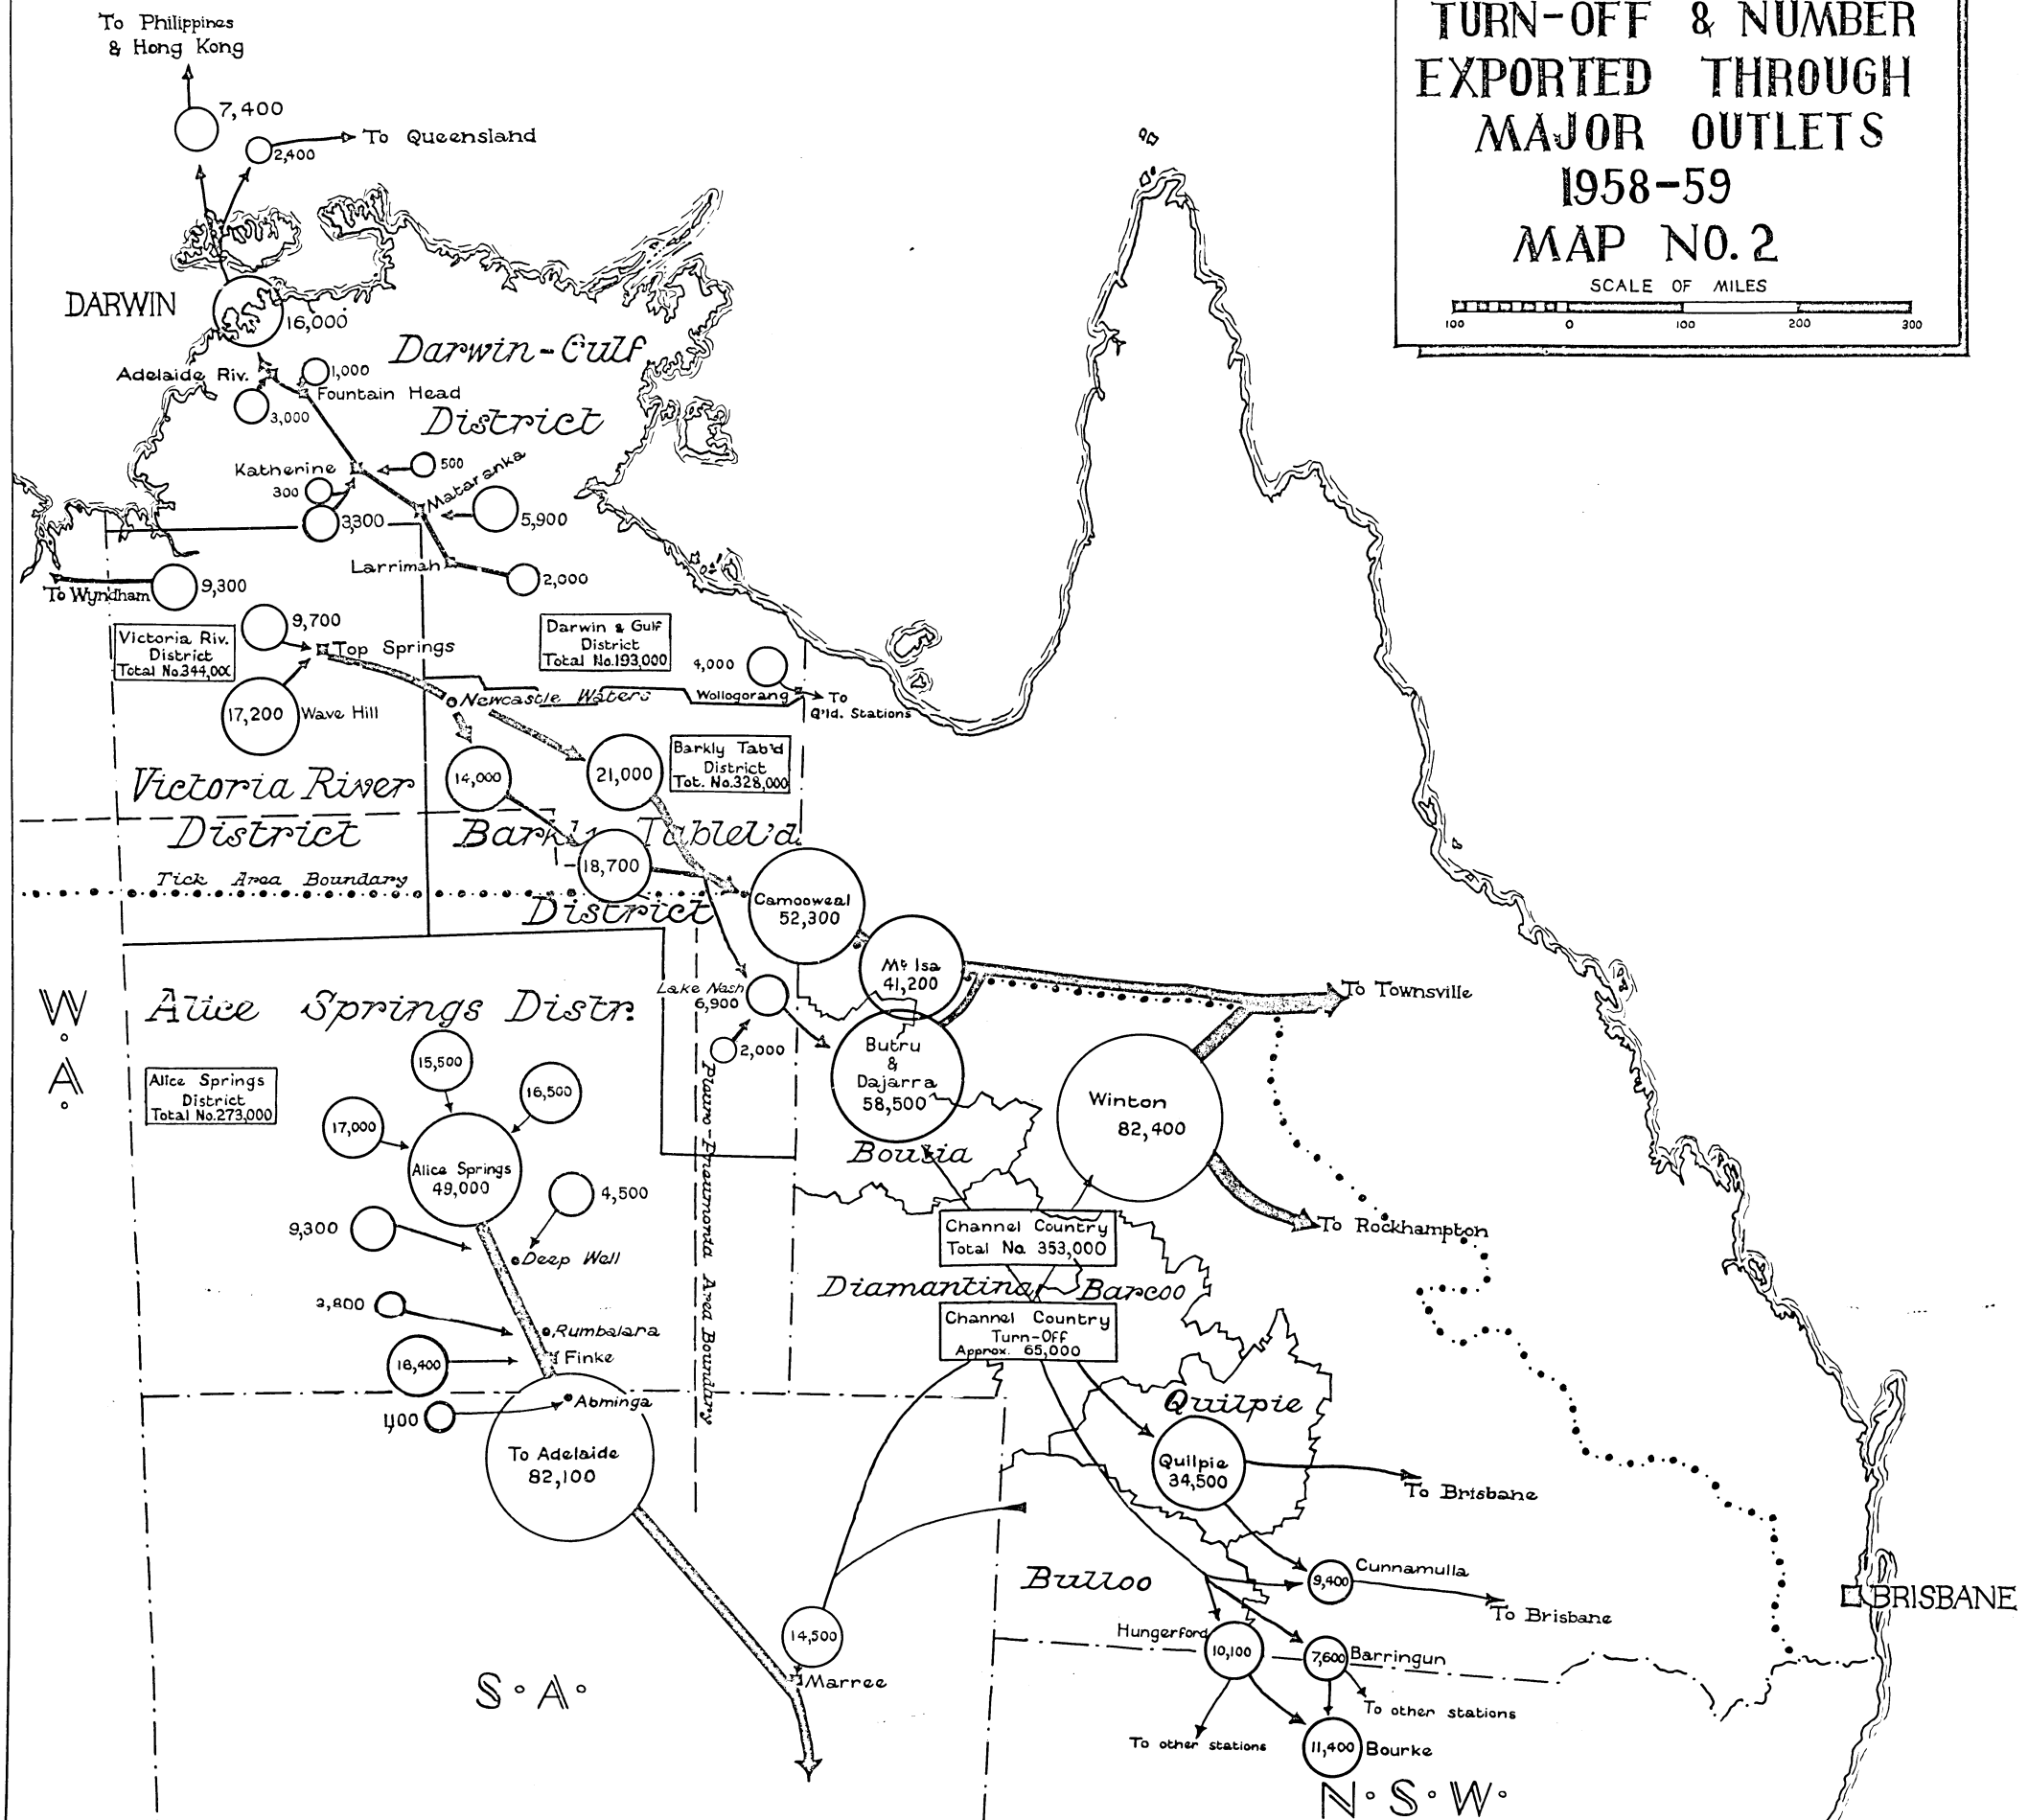 TURN-OFF & NUMBER
EXPORTED THROUGH
MAJOR OUTLETS
1958-59
MAP NO. 2
SCALE OF MILES
100 0 100 200 300
To Philippines
& Hong Kong
7,400
2,400
To Queensland
DARWIN
16,000
Darwin-Gulf
District
Adelaide Riv.
1,000
Fountain Head
3,000
Katherine
500
300
3300
Mataranka
5,900
Larrimah
2,000
To Wyndham
9,300
9,700
Victoria Riv.
District
Total No.344,000
Top Springs
Darwin & Gulf
District
Total No.193,000
4,000
Wollogorang
To
Q'ld. Stations
Newcastle Waters
17,200
Wave Hill
14,000
21,000
Barkly Tab'd
District
Tot. No.328,000
Victoria River
District
Barkly Tablel'd.
District
18,700
Tick Area Boundary
Camooweal
52,300
Mt Isa
41,200
To Townsville
Lake Nash
6,900
2,000
Butru
&
Dajarra
58,500
Winton
82,400
W.A.
Alice Springs Distr.
Alice Springs
District
Total No.273,000
15,500
16,500
17,000
Alice Springs
49,000
4,500
9,300
Deep Well
3,800
Rumbalara
18,400
Finke
1,100
Abminga
To Adelaide
82,100
Pleuro-Pneumonia Area Boundary
Boulia
Channel Country
Total No. 353,000
To Rockhampton
Diamantina
Barcoo
Channel Country
Turn-Off
Approx. 65,000
Quilpie
Quilpie
34,500
To Brisbane
Bulloo
Cunnamulla
9,400
To Brisbane
BRISBANE
Hungerford
10,100
7,600
Barringun
To other stations
To other stations
11,400
Bourke
14,500
Marree
S.A.
N.S.W.